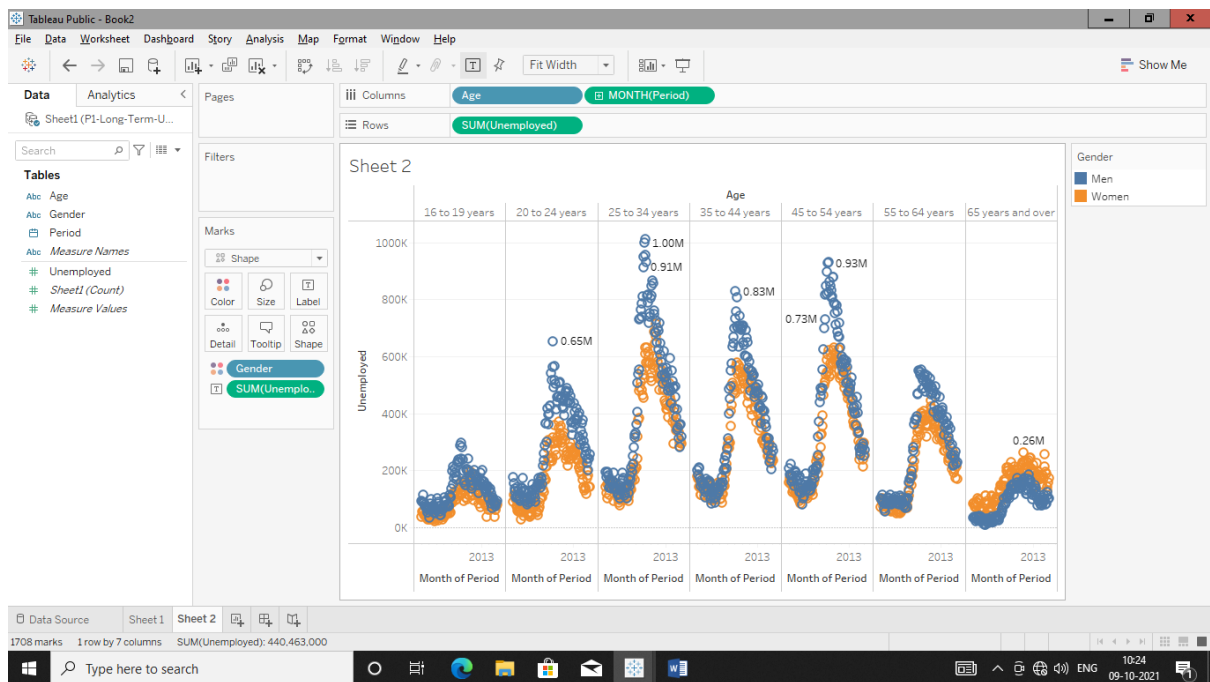 Tableau Public - Book2
File Data Worksheet Dashboard Story Analysis Map Format Window Help
Fit Width
Show Me
Data Analytics
Pages
iii Columns Age MONTH(Period)
Sheet1 (P1-Long-Term-U...
Rows SUM(Unemployed)
Search
Filters
Sheet 2
Gender
Men
Women
Tables
Abc Age
Abc Gender
Period
Abc Measure Names
# Unemployed
# Sheet1 (Count)
# Measure Values
Marks
Shape
Color Size T Label
Detail Tooltip Shape
Gender
T SUM(Unemplo..
Age
16 to 19 years 20 to 24 years 25 to 34 years 35 to 44 years 45 to 54 years 55 to 64 years 65 years and over
1000K
800K
600K
400K
200K
0K
Unemployed
1.00M
0.91M
0.93M
0.83M
0.73M
0.65M
0.26M
2013 2013 2013 2013 2013 2013 2013
Month of Period Month of Period Month of Period Month of Period Month of Period Month of Period Month of Period
Data Source Sheet 1 Sheet 2
1708 marks 1 row by 7 columns SUM(Unemployed): 440,463,000
Type here to search
ENG
10:24
09-10-2021
1